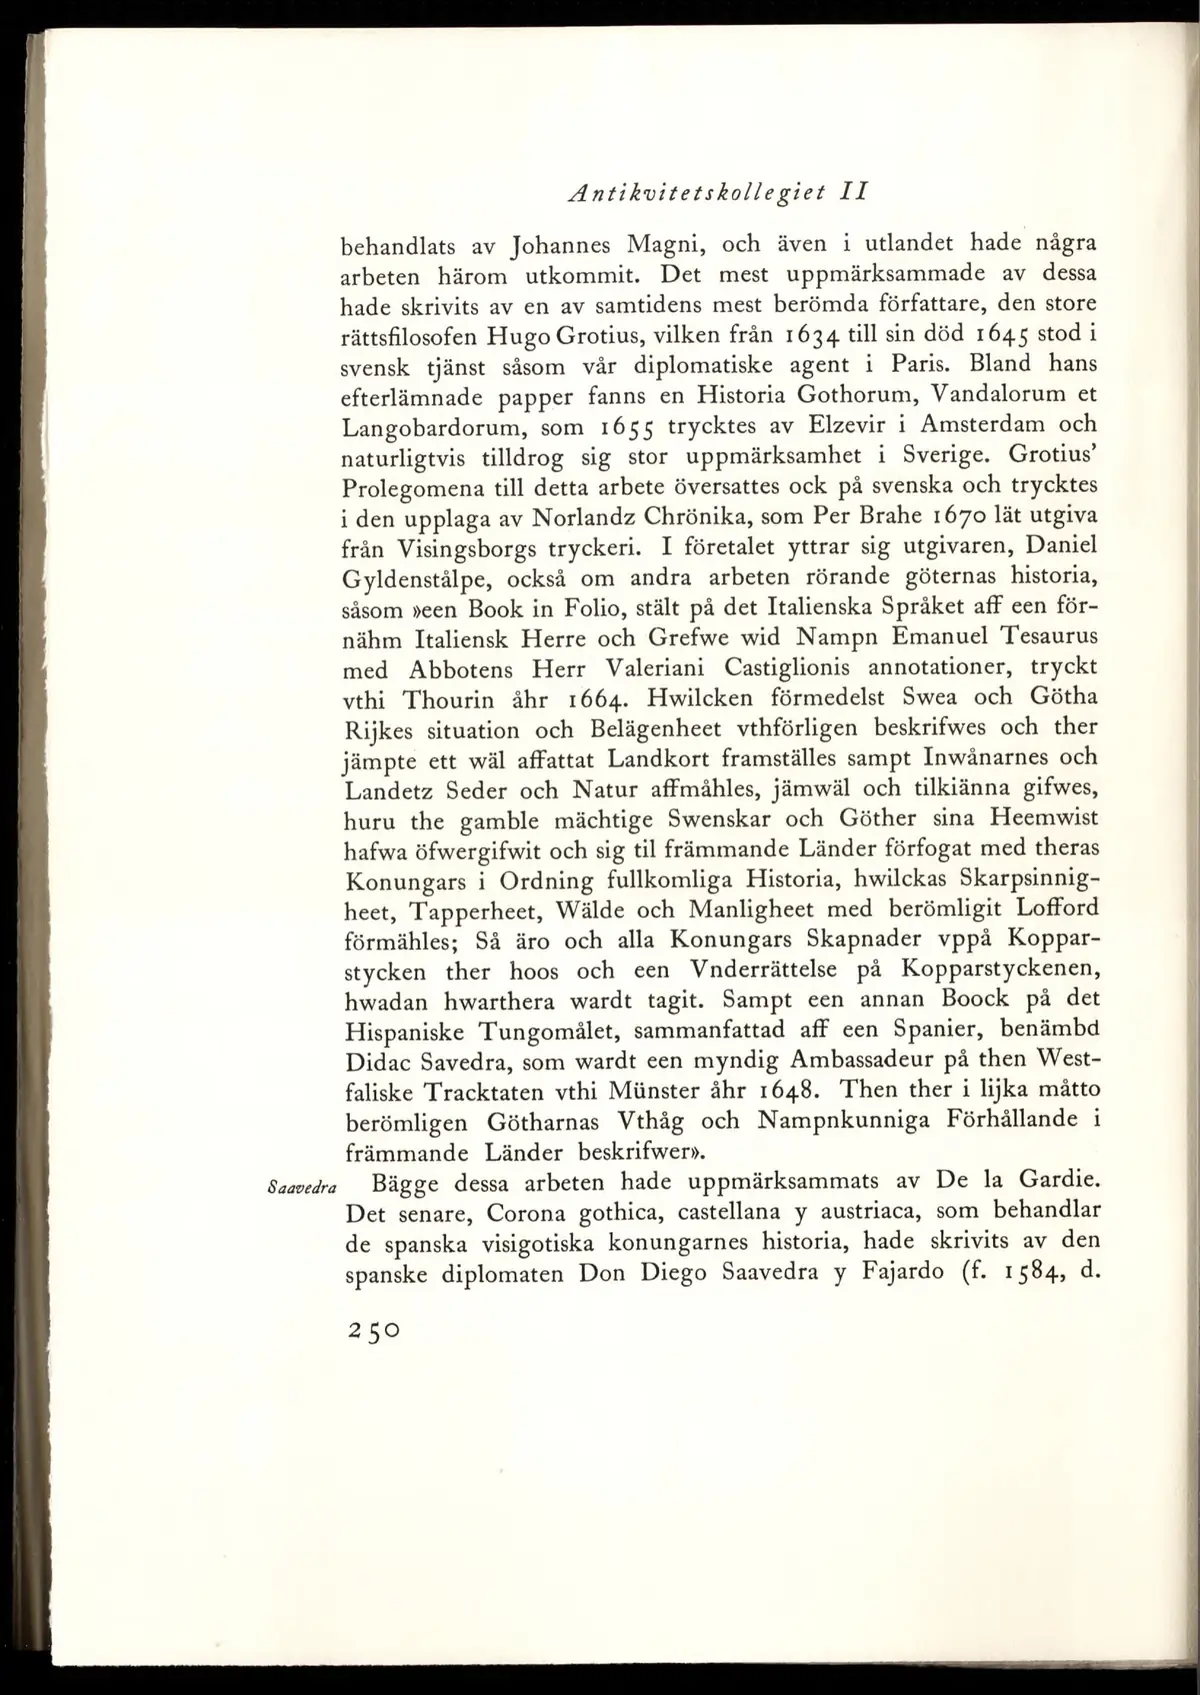 Antikvitetskollegiet II
behandlats av Johannes Magni, och även i utlandet hade några
arbeten härom utkommit. Det mest uppmärksammade av dessa
hade skrivits av en av samtidens mest berömda författare, den store
rättsfilosofen Hugo Grotius, vilken från 1634 till sin död 1645 stod i
svensk tjänst såsom vår diplomatiske agent i Paris. Bland hans
efterlämnade papper fanns en Historia Gothorum, Vandalorum et
Langobardorum, som 1655 trycktes av Elzevir i Amsterdam och
naturligtvis tilldrog sig stor uppmärksamhet i Sverige. Grotius’
Prolegomena till detta arbete översattes ock på svenska och trycktes
i den upplaga av Norlandz Chrönika, som Per Brahe 1670 lät utgiva
från Visingsborgs tryckeri. I företalet yttrar sig utgivaren, Daniel
Gyldenstålpe, också om andra arbeten rörande göternas historia,
såsom »een Book in Folio, stält på det Italienska Språket aff een för-
nähm Italiensk Herre och Grefwe wid Nampn Emanuel Tesaurus
med Abbotens Herr Valeriani Castiglionis annotationer, tryckt
vthi Thourin åhr 1664. Hwilcken förmedelst Swea och Götha
Rijkes situation och Belägenheet vthförligen beskrifwes och ther
jämpte ett wäl affattat Landkort framställes sampt Inwånarnes och
Landetz Seder och Natur affmåhles, jämwäl och tilkiänna gifwes,
huru the gamble mächtige Swenskar och Göther sina Heemwist
hafwa öfwergifwit och sig til främmande Länder förfogat med theras
Konungars i Ordning fullkomliga Historia, hwilckas Skarpsinnig-
heet, Tapperheet, Wälde och Manligheet med berömligit Lofford
förmähles; Så äro och alla Konungars Skapnader vppå Koppar-
stycken ther hoos och een Vnderrättelse på Kopparstyckenen,
hwadan hwarthera wardt tagit. Sampt een annan Boock på det
Hispaniske Tungomålet, sammanfattad aff een Spanier, benämbd
Didac Savedra, som wardt een myndig Ambassadeur på then West-
faliske Tracktaten vthi Münster åhr 1648. Then ther i lijka måtto
berömligen Götharnas Vthåg och Nampnkunniga Förhållande i
främmande Länder beskrifwer».
Saavedra Bägge dessa arbeten hade uppmärksammats av De la Gardie.
Det senare, Corona gothica, castellana y austriaca, som behandlar
de spanska visigotiska konungarnes historia, hade skrivits av den
spanske diplomaten Don Diego Saavedra y Fajardo (f. 1584, d.
250